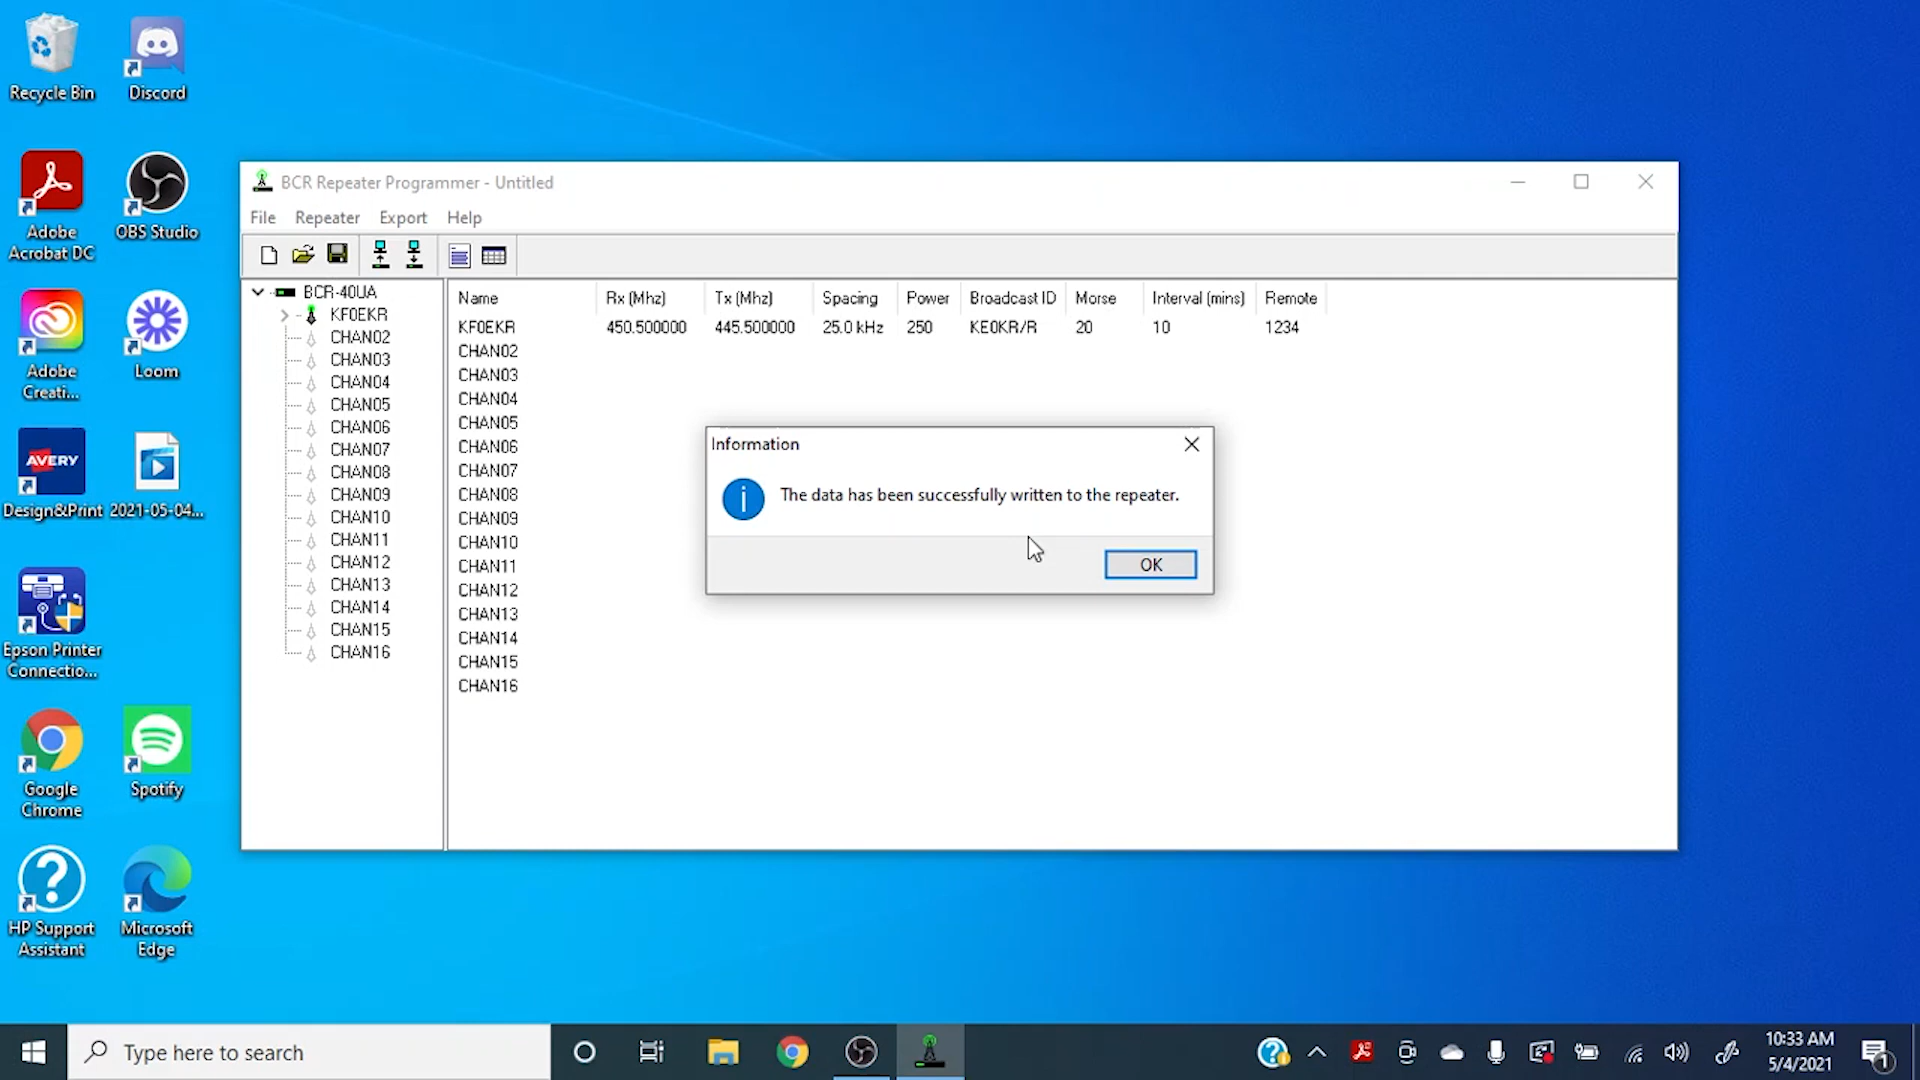 Recycle Bin
Discord
Adobe
Acrobat DC
OBS Studio
Adobe
Creati...
Loom
AVERY
Design&Print
2021-05-04...
Epson Printer
Connectio...
Google
Chrome
Spotify
HP Support
Assistant
Microsoft
Edge
BCR Repeater Programmer - Untitled
File Repeater Export Help
BCR-40UA
KF0EKR
CHAN02
CHAN03
CHAN04
CHAN05
CHAN06
CHAN07
CHAN08
CHAN09
CHAN10
CHAN11
CHAN12
CHAN13
CHAN14
CHAN15
CHAN16
Name Rx (Mhz) Tx (Mhz) Spacing Power Broadcast ID Morse Interval (mins) Remote
KF0EKR 450.500000 445.500000 25.0 kHz 250 KE0KR/R 20 10 1234
CHAN02
CHAN03
CHAN04
CHAN05
CHAN06
CHAN07
CHAN08
CHAN09
CHAN10
CHAN11
CHAN12
CHAN13
CHAN14
CHAN15
CHAN16
Information
The data has been successfully written to the repeater.
OK
Type here to search
10:33 AM
5/4/2021
1